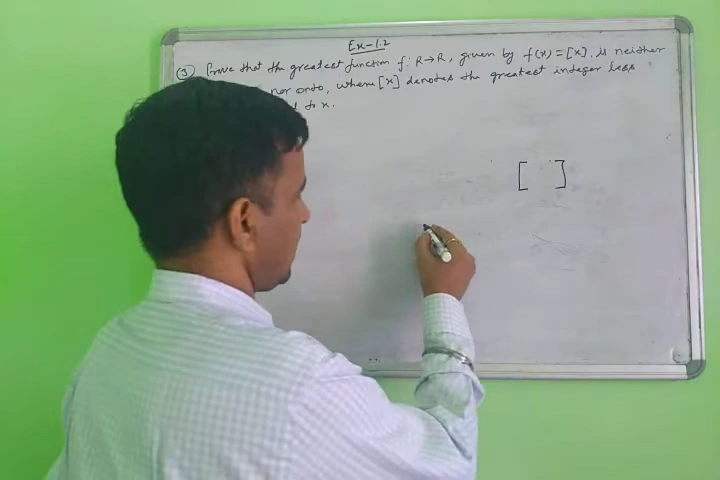 Ex-1.2
(3) Prove that the greatest function f: R→R, given by f(x) = [x], is neither
nor onto, where [x] denotes the greatest integer less
to x.
[ ]